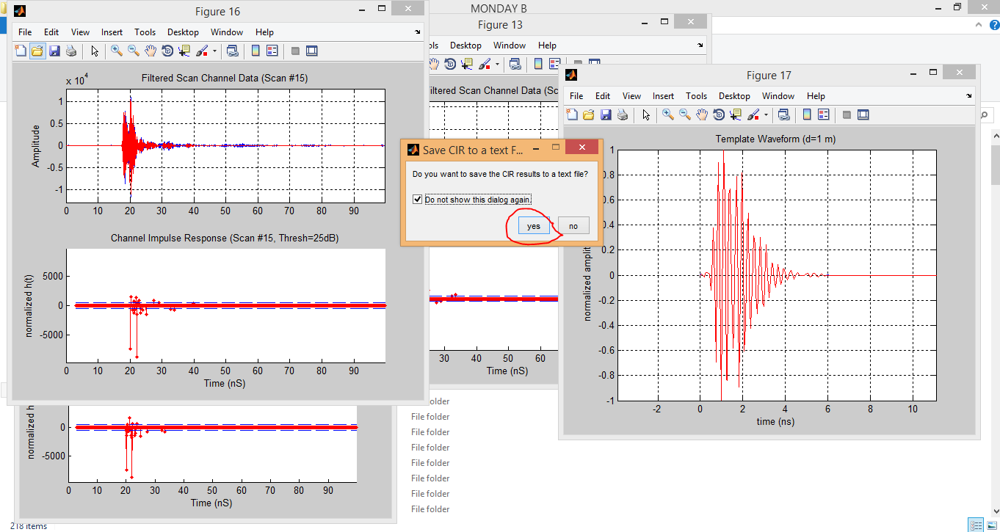 MONDAY B
Figure 16
File Edit View Insert Tools Desktop Window Help
x 10^4
Filtered Scan Channel Data (Scan #15)
1
0.5
0
-0.5
-1
Amplitude
0 10 20 30 40 50 60 70 80 90
Channel Impulse Response (Scan #15, Thresh=25dB)
5000
0
-5000
normalized h(t)
0 10 20 30 40 50 60 70 80 90
Time (nS)
normalized h
0
-5000
0 10 20 30 40 50 60 70 80 90
Time (nS)
218 items
Figure 13
ols Desktop Window Help
iltered Scan Channel Data (Sc
30 40 50 60
Time (nS)
older
File folder
File folder
File folder
File folder
File folder
File folder
File folder
Save CIR to a text F...
Do you want to save the CIR results to a text file?
Do not show this dialog again.
yes no
Figure 17
File Edit View Insert Tools Desktop Window Help
Template Waveform (d=1 m)
1
0.8
0.6
0.4
0.2
0
-0.2
-0.4
-0.6
-0.8
-1
normalized amplit
-2 0 2 4 6 8 10
time (ns)